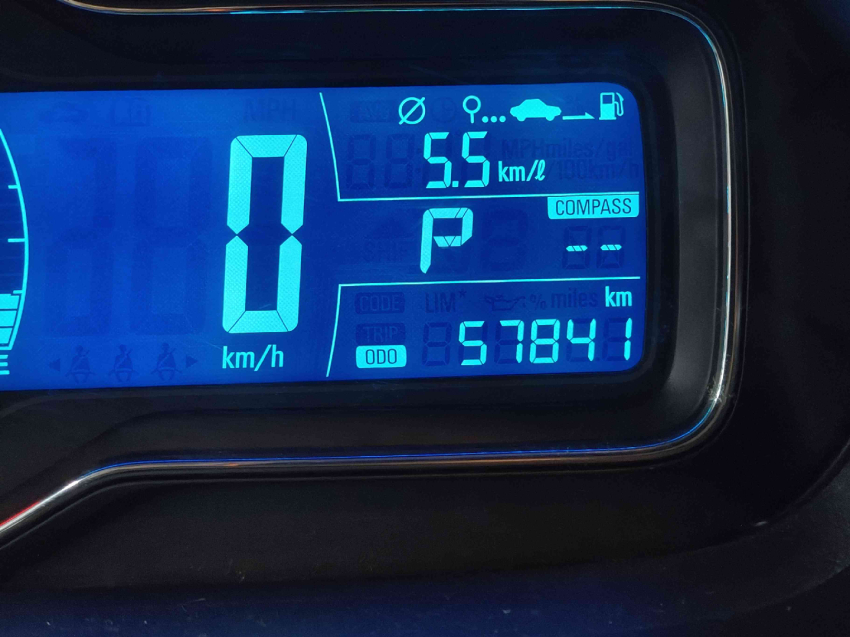 5.5 km/ℓ
0
P
COMPASS
--
km/h
km
ODO
57841
E